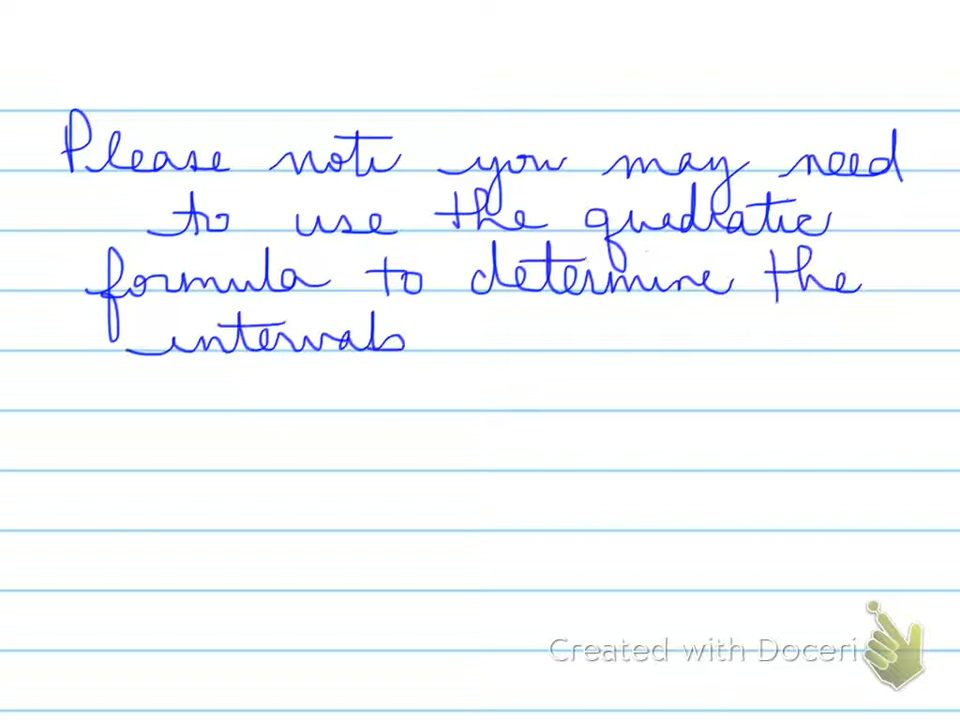 Please note you may need
to use the quadratic
formula to determine the
intervals
Created with Doceri